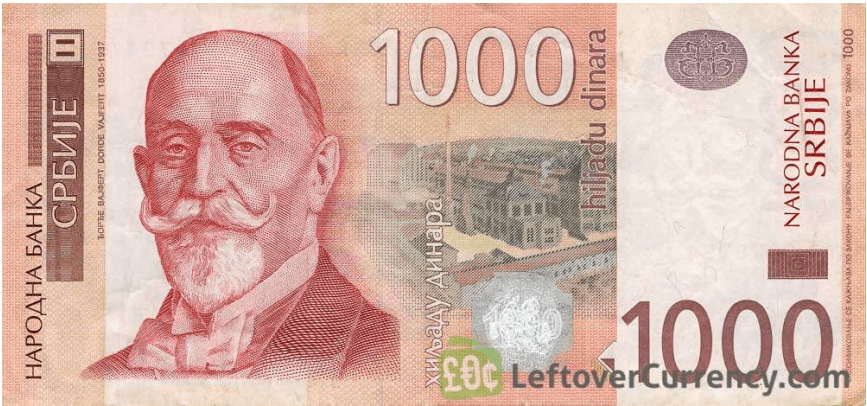 НАРОДНА БАНКА
СРБИЈЕ
ЂОРЂЕ ВАЈФЕРТ ĐORĐE VAJFERT 1850-1937
1000
хиљаду динара
hiljadu dinara
NARODNA BANKA
SRBIJE
1000
ФАЛСИФИКОВАЊЕ СЕ КАЖЊАВА ПО ЗАКОНУ FALSIFIKOVANJE SE KAŽNJAVA PO ZAKONU 1000
£0¢ LeftoverCurrency.com